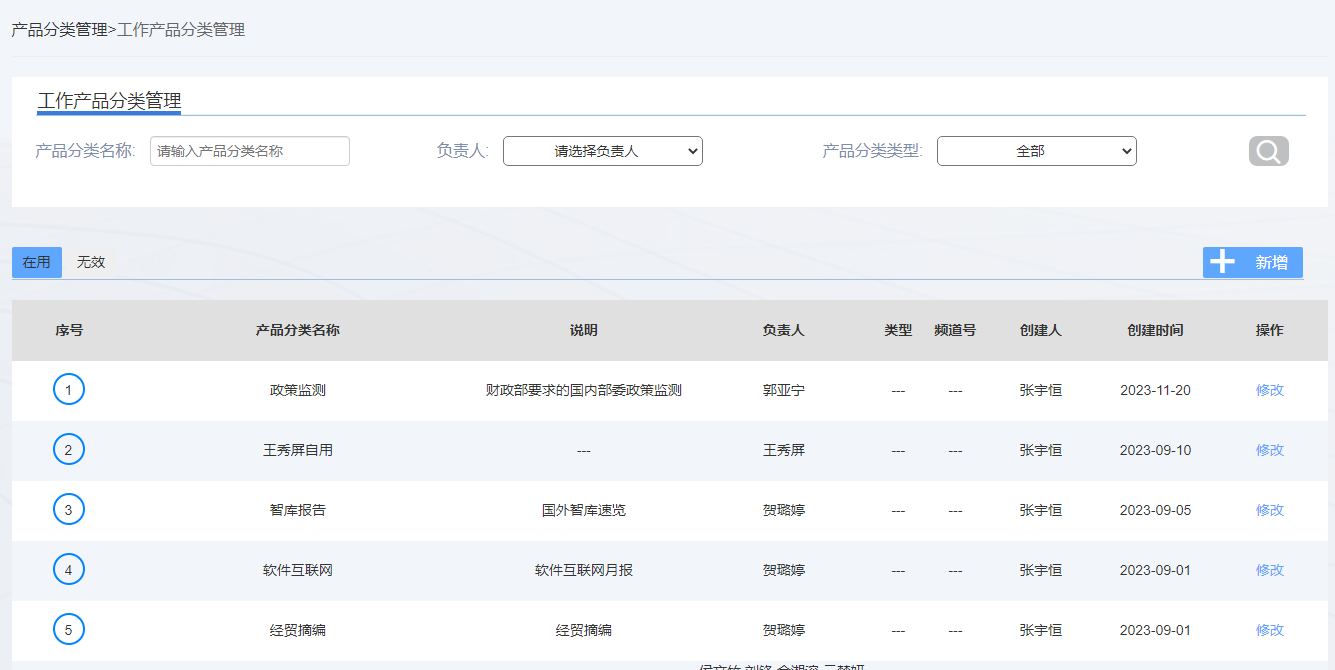 产品分类管理>工作产品分类管理
工作产品分类管理
产品分类名称: 请输入产品分类名称 负责人: 请选择负责人 产品分类类型: 全部
在用 无效 新增
序号 产品分类名称 说明 负责人 类型 频道号 创建人 创建时间 操作
1 政策监测 财政部要求的国内部委政策监测 郭亚宁 --- --- 张宇恒 2023-11-20 修改
2 王秀屏自用 --- 王秀屏 --- --- 张宇恒 2023-09-10 修改
3 智库报告 国外智库速览 贺璐婷 --- --- 张宇恒 2023-09-05 修改
4 软件互联网 软件互联网月报 贺璐婷 --- --- 张宇恒 2023-09-01 修改
5 经贸摘编 经贸摘编 贺璐婷 --- --- 张宇恒 2023-09-01 修改